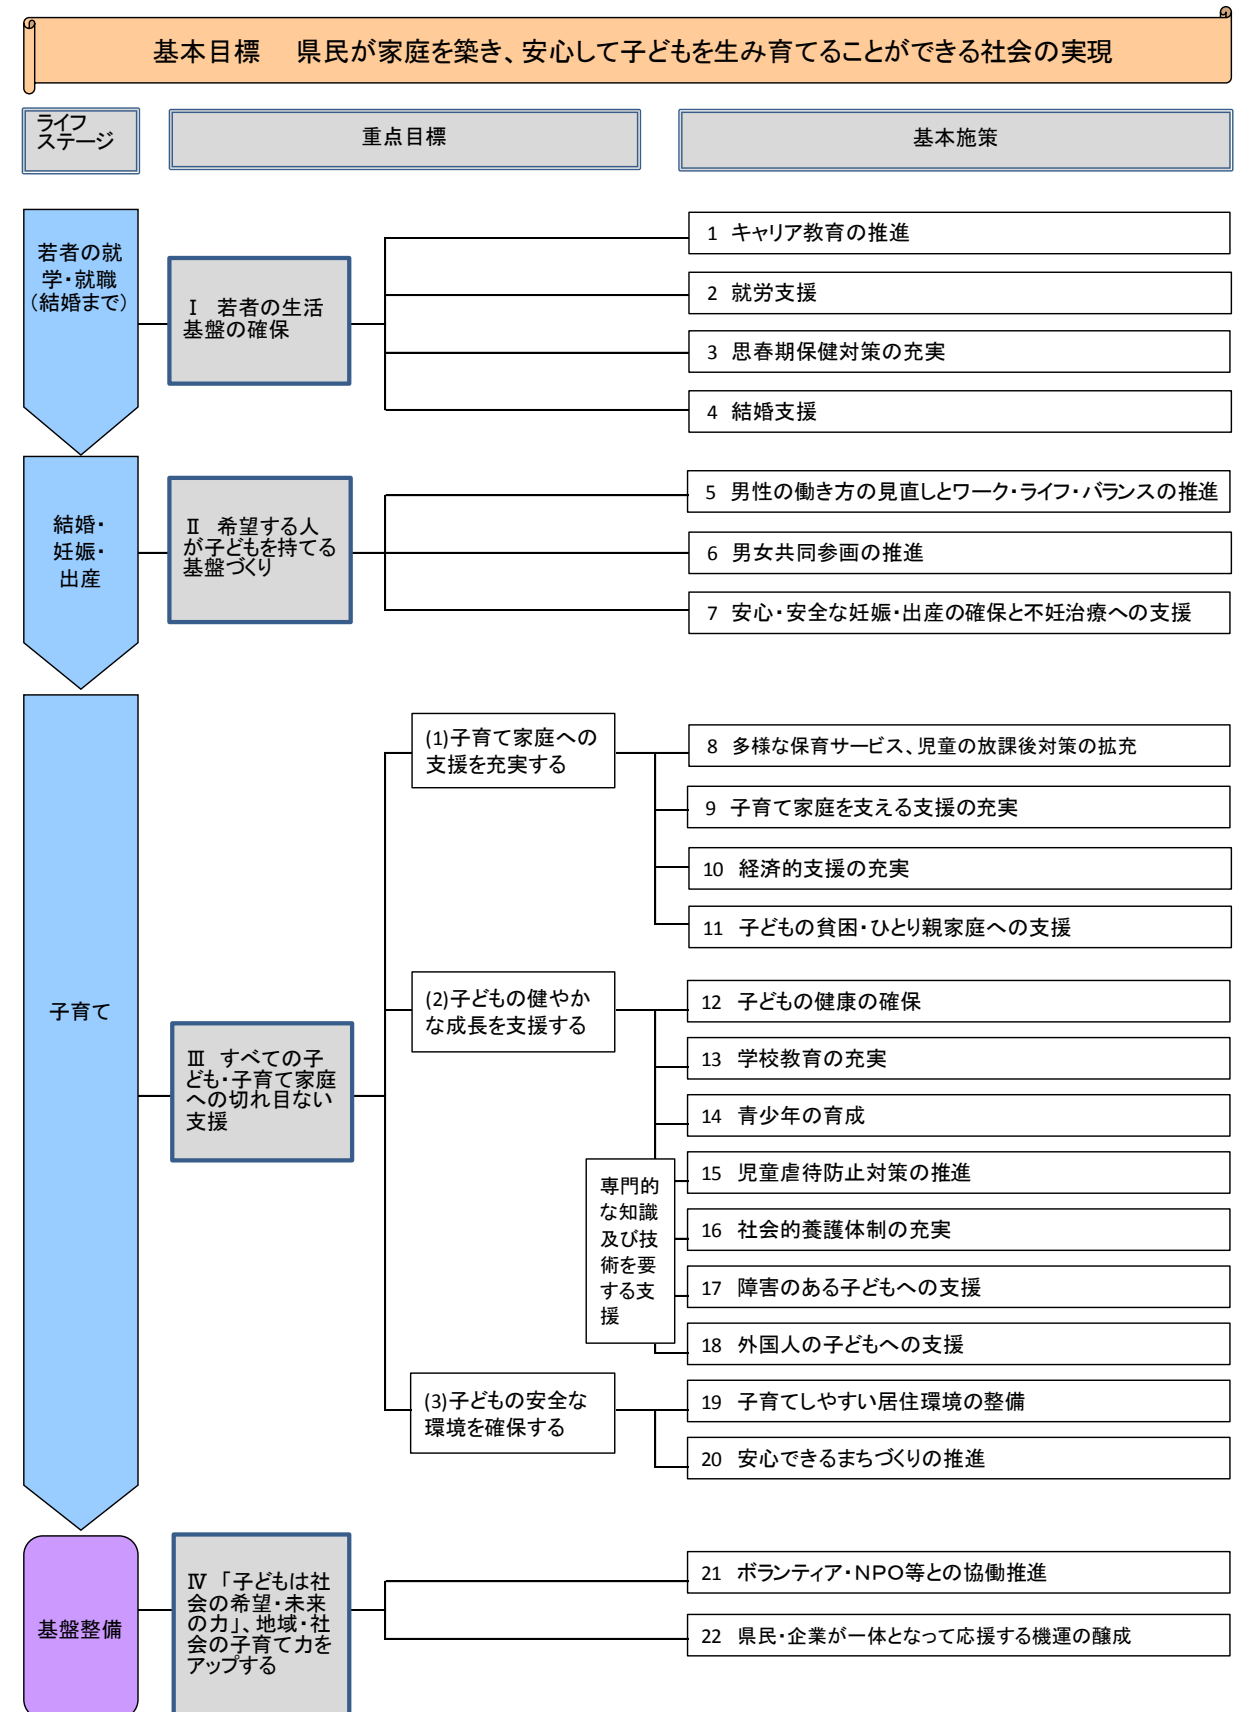 基本目標　県民が家庭を築き、安心して子どもを生み育てることができる社会の実現
ライフ
ステージ
重点目標
基本施策
若者の就
学・就職
(結婚まで)
Ⅰ　若者の生活
基盤の確保
1 キャリア教育の推進
2 就労支援
3 思春期保健対策の充実
4 結婚支援
結婚・
妊娠・
出産
Ⅱ　希望する人
が子どもを持てる
基盤づくり
5 男性の働き方の見直しとワーク・ライフ・バランスの推進
6 男女共同参画の推進
7 安心・安全な妊娠・出産の確保と不妊治療への支援
子育て
Ⅲ すべての子
ども・子育て家庭
への切れ目ない
支援
(1)子育て家庭への
支援を充実する
8 多様な保育サービス、児童の放課後対策の拡充
9 子育て家庭を支える支援の充実
10 経済的支援の充実
11 子どもの貧困・ひとり親家庭への支援
(2)子どもの健やか
な成長を支援する
12 子どもの健康の確保
13 学校教育の充実
14 青少年の育成
専門的
な知識
及び技
術を要
する支
援
15 児童虐待防止対策の推進
16 社会的養護体制の充実
17 障害のある子どもへの支援
18 外国人の子どもへの支援
(3)子どもの安全な
環境を確保する
19 子育てしやすい居住環境の整備
20 安心できるまちづくりの推進
基盤整備
Ⅳ 「子どもは社
会の希望・未来
の力」、地域・社
会の子育て力を
アップする
21 ボランティア・NPO等との協働推進
22 県民・企業が一体となって応援する機運の醸成